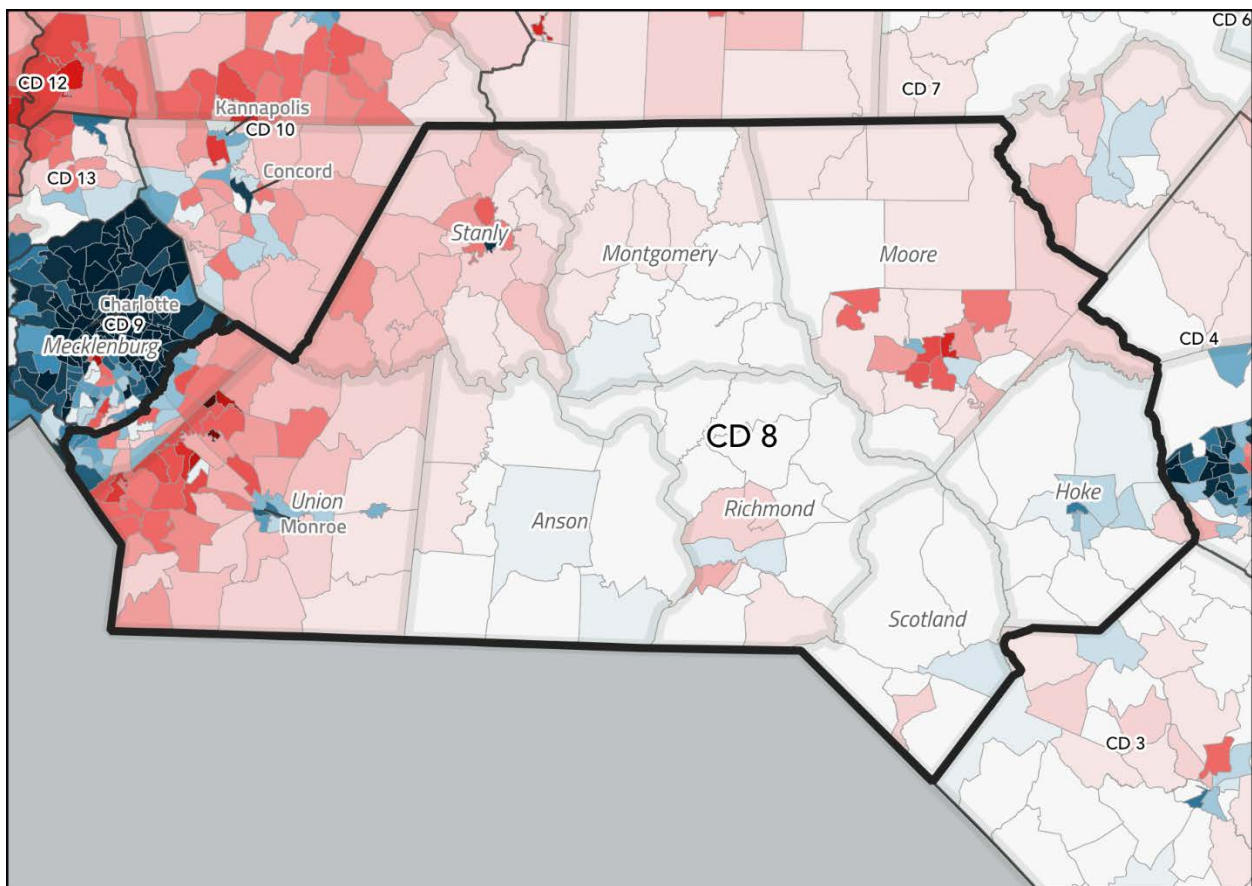 CD 6
CD 12
CD 7
Kannapolis
CD 10
Concord
CD 13
Stanly
Montgomery
Moore
Charlotte
CD 9
Mecklenburg
CD 4
CD 8
Union
Monroe
Anson
Richmond
Hoke
Scotland
CD 3